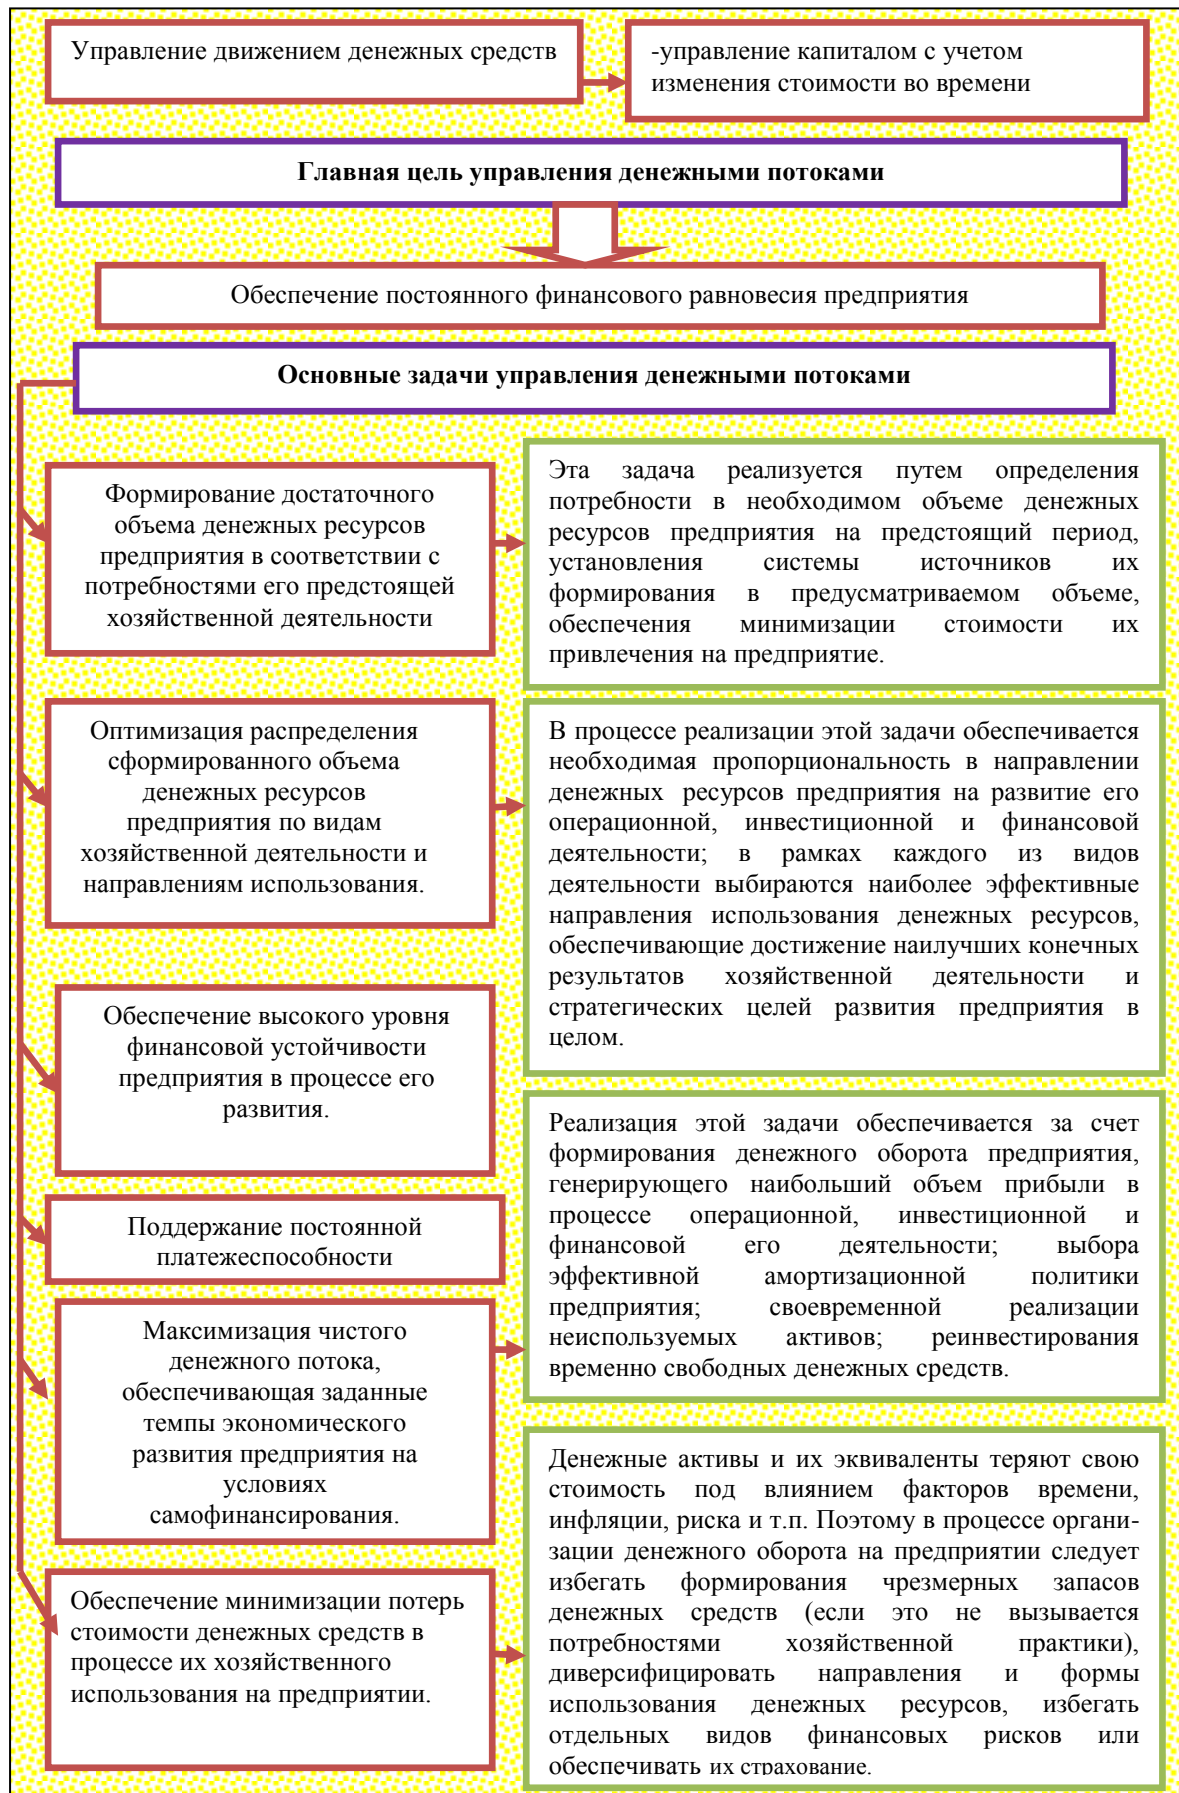 Управление движением денежных средств
-управление капиталом с учетом
изменения стоимости во времени
Главная цель управления денежными потоками
Обеспечение постоянного финансового равновесия предприятия
Основные задачи управления денежными потоками
Формирование достаточного
объема денежных ресурсов
предприятия в соответствии с
потребностями его предстоящей
хозяйственной деятельности
Эта задача реализуется путем определения
потребности в необходимом объеме денежных
ресурсов предприятия на предстоящий период,
установления системы источников их
формирования в предусматриваемом объеме,
обеспечения минимизации стоимости их
привлечения на предприятие.
Оптимизация распределения
сформированного объема
денежных ресурсов
предприятия по видам
хозяйственной деятельности и
направлениям использования.
В процессе реализации этой задачи обеспечивается
необходимая пропорциональность в направлении
денежных ресурсов предприятия на развитие его
операционной, инвестиционной и финансовой
деятельности; в рамках каждого из видов
деятельности выбираются наиболее эффективные
направления использования денежных ресурсов,
обеспечивающие достижение наилучших конечных
результатов хозяйственной деятельности и
стратегических целей развития предприятия в
целом.
Обеспечение высокого уровня
финансовой устойчивости
предприятия в процессе его
развития.
Поддержание постоянной
платежеспособности
Максимизация чистого
денежного потока,
обеспечивающая заданные
темпы экономического
развития предприятия на
условиях
самофинансирования.
Реализация этой задачи обеспечивается за счет
формирования денежного оборота предприятия,
генерирующего наибольший объем прибыли в
процессе операционной, инвестиционной и
финансовой его деятельности; выбора
эффективной амортизационной политики
предприятия; своевременной реализации
неиспользуемых активов; реинвестирования
временно свободных денежных средств.
Обеспечение минимизации потерь
стоимости денежных средств в
процессе их хозяйственного
использования на предприятии.
Денежные активы и их эквиваленты теряют свою
стоимость под влиянием факторов времени,
инфляции, риска и т.п. Поэтому в процессе органи-
зации денежного оборота на предприятии следует
избегать формирования чрезмерных запасов
денежных средств (если это не вызывается
потребностями хозяйственной практики),
диверсифицировать направления и формы
использования денежных ресурсов, избегать
отдельных видов финансовых рисков или
обеспечивать их страхование.